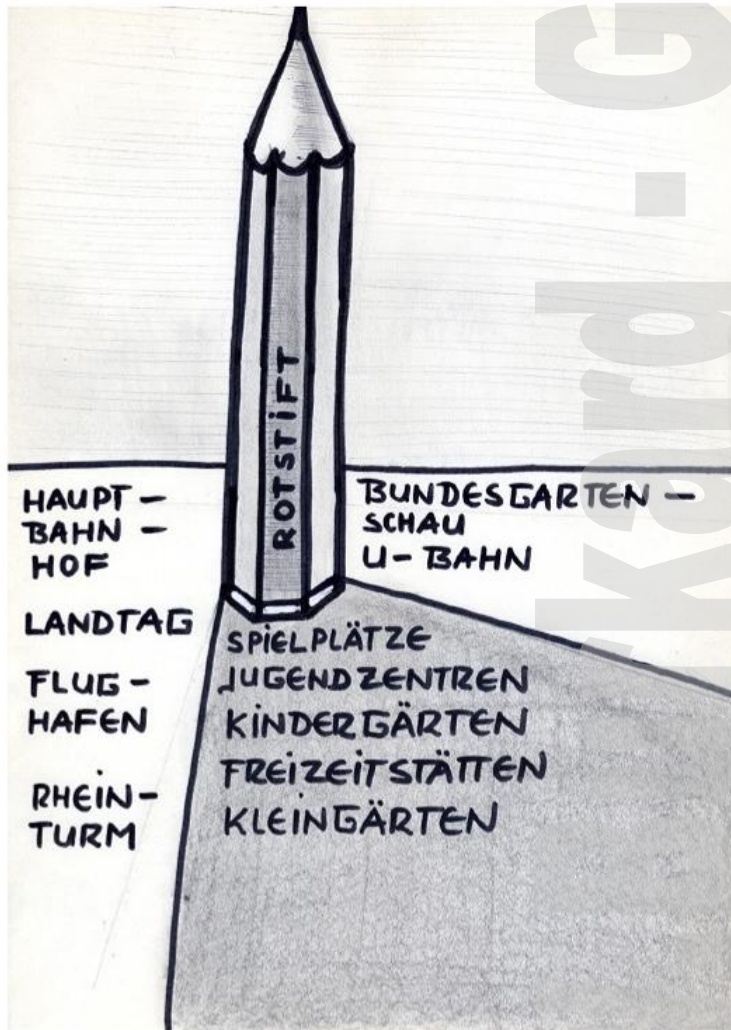 ROTSTIFT
HAUPT-
BAHN-
HOF
LANDTAG
FLUG-
HAFEN
RHEIN-
TURM
BUNDESGARTEN-
SCHAU
U-BAHN
SPIELPLÄTZE
JUGENDZENTREN
KINDERGÄRTEN
FREIZEITSTÄTTEN
KLEINGÄRTEN